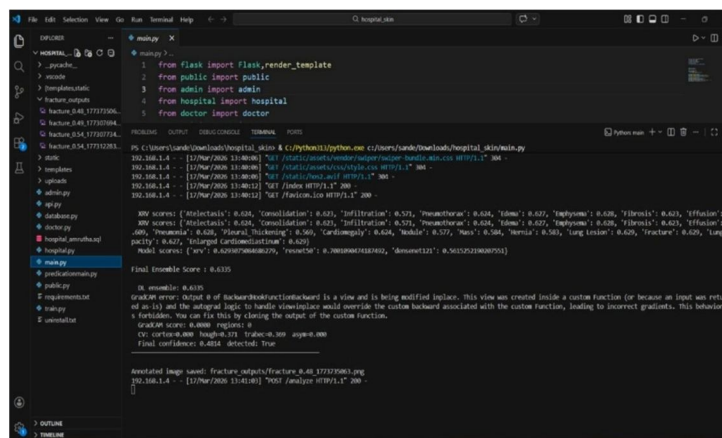 File Edit Selection View Go Run Terminal Help
hospital_skin
EXPLORER
main.py
HOSPITAL_...
main.py > ...
__pycache__
.vscode
[templates,static
fracture_outputs
fracture_0.48_177373506...
fracture_0.49_177307694...
fracture_0.54_177307734...
fracture_0.54_177312283...
static
templates
uploads
admin.py
api.py
database.py
doctor.py
hospital_amrutha.sql
hospital.py
main.py
predicationmain.py
public.py
requirements.txt
train.py
uninstall.txt
OUTLINE
TIMELINE
1 from flask import Flask,render_template
2 from public import public
3 from admin import admin
4 from hospital import hospital
5 from doctor import doctor
PROBLEMS OUTPUT DEBUG CONSOLE TERMINAL PORTS
Python main
PS C:\Users\sande\Downloads\hospital_skin> & C:/Python313/python.exe c:/Users/sande/Downloads/hospital_skin/main.py
192.168.1.4 - - [17/Mar/2026 13:40:06] "GET /static/assets/vendor/swiper/swiper-bundle.min.css HTTP/1.1" 304 -
192.168.1.4 - - [17/Mar/2026 13:40:06] "GET /static/assets/css/style.css HTTP/1.1" 304 -
192.168.1.4 - - [17/Mar/2026 13:40:06] "GET /static/hos2.avif HTTP/1.1" 304 -
192.168.1.4 - - [17/Mar/2026 13:40:12] "GET /index HTTP/1.1" 200 -
192.168.1.4 - - [17/Mar/2026 13:40:12] "GET /favicon.ico HTTP/1.1" 200 -
XRV scores: {'Atelectasis': 0.624, 'Consolidation': 0.623, 'Infiltration': 0.571, 'Pneumothorax': 0.624, 'Edema': 0.627, 'Emphysema': 0.628, 'Fibrosis': 0.623, 'Effusion':
XRV scores: {'Atelectasis': 0.624, 'Consolidation': 0.623, 'Infiltration': 0.571, 'Pneumothorax': 0.624, 'Edema': 0.627, 'Emphysema': 0.628, 'Fibrosis': 0.623, 'Effusion':
.609, 'Pneumonia': 0.628, 'Pleural_Thickening': 0.569, 'Cardiomegaly': 0.624, 'Nodule': 0.577, 'Mass': 0.584, 'Hernia': 0.583, 'Lung Lesion': 0.629, 'Fracture': 0.629, 'Lung
pacity': 0.627, 'Enlarged Cardiomediastinum': 0.629}
Model scores: {'xrv': 0.6293075084686279, 'resnet50': 0.7001090474187492, 'densenet121': 0.5615252190207551}
Final Ensemble Score : 0.6335
DL ensemble: 0.6335
GradCAM error: Output 0 of BackwardHookFunctionBackward is a view and is being modified inplace. This view was created inside a custom Function (or because an input was retu
ed as-is) and the autograd logic to handle view+inplace would override the custom backward associated with the custom Function, leading to incorrect gradients. This behavior
s forbidden. You can fix this by cloning the output of the custom Function.
GradCAM score: 0.0000 regions: 0
CV: cortex=0.000 hough=0.371 trabec=0.369 asym=0.000
Final confidence: 0.4814 detected: True
Annotated image saved: fracture_outputs/fracture_0.48_1773735063.png
192.168.1.4 - - [17/Mar/2026 13:41:03] "POST /analyze HTTP/1.1" 200 -